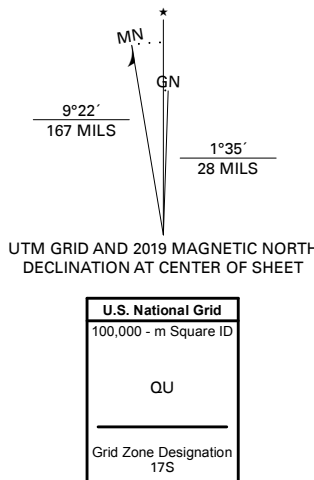 ★
MN
GN
9°22´
167 MILS
1°35´
28 MILS
UTM GRID AND 2019 MAGNETIC NORTH
DECLINATION AT CENTER OF SHEET
U.S. National Grid
100,000 - m Square ID
QU
Grid Zone Designation
17S